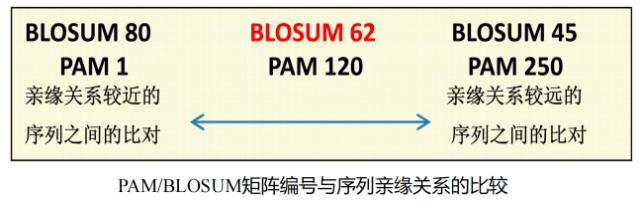 BLOSUM 80 BLOSUM 62 BLOSUM 45
PAM 1 PAM 120 PAM 250
亲缘关系较近的 亲缘关系较远的
序列之间的比对 序列之间的比对
PAM/BLOSUM矩阵编号与序列亲缘关系的比较